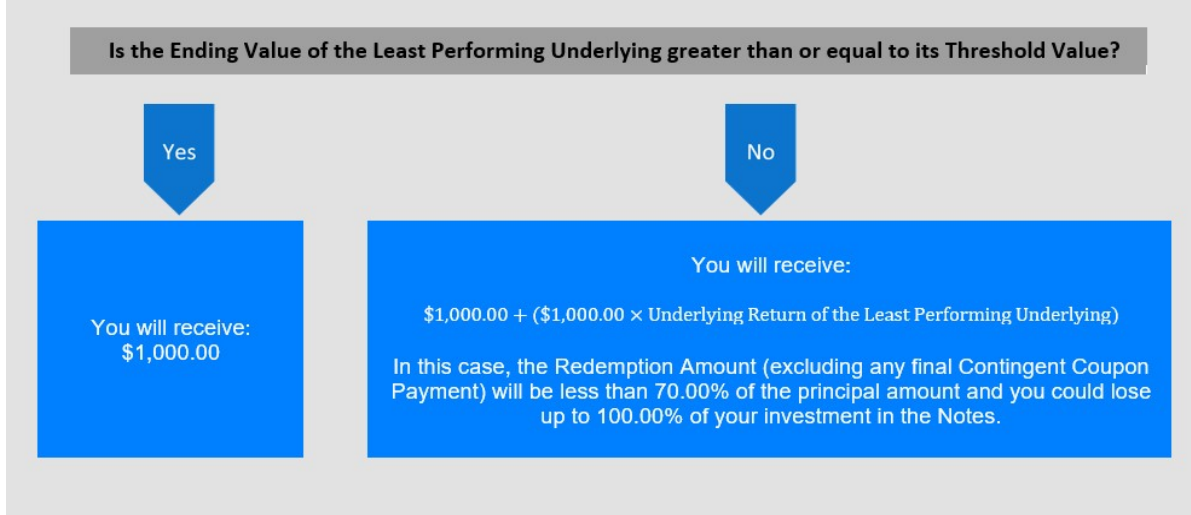 Is the Ending Value of the Least Performing Underlying greater than or equal to its Threshold Value?
Yes
No
You will receive:
$1,000.00
You will receive:
$1,000.00 + ($1,000.00 × Underlying Return of the Least Performing Underlying)
In this case, the Redemption Amount (excluding any final Contingent Coupon
Payment) will be less than 70.00% of the principal amount and you could lose
up to 100.00% of your investment in the Notes.